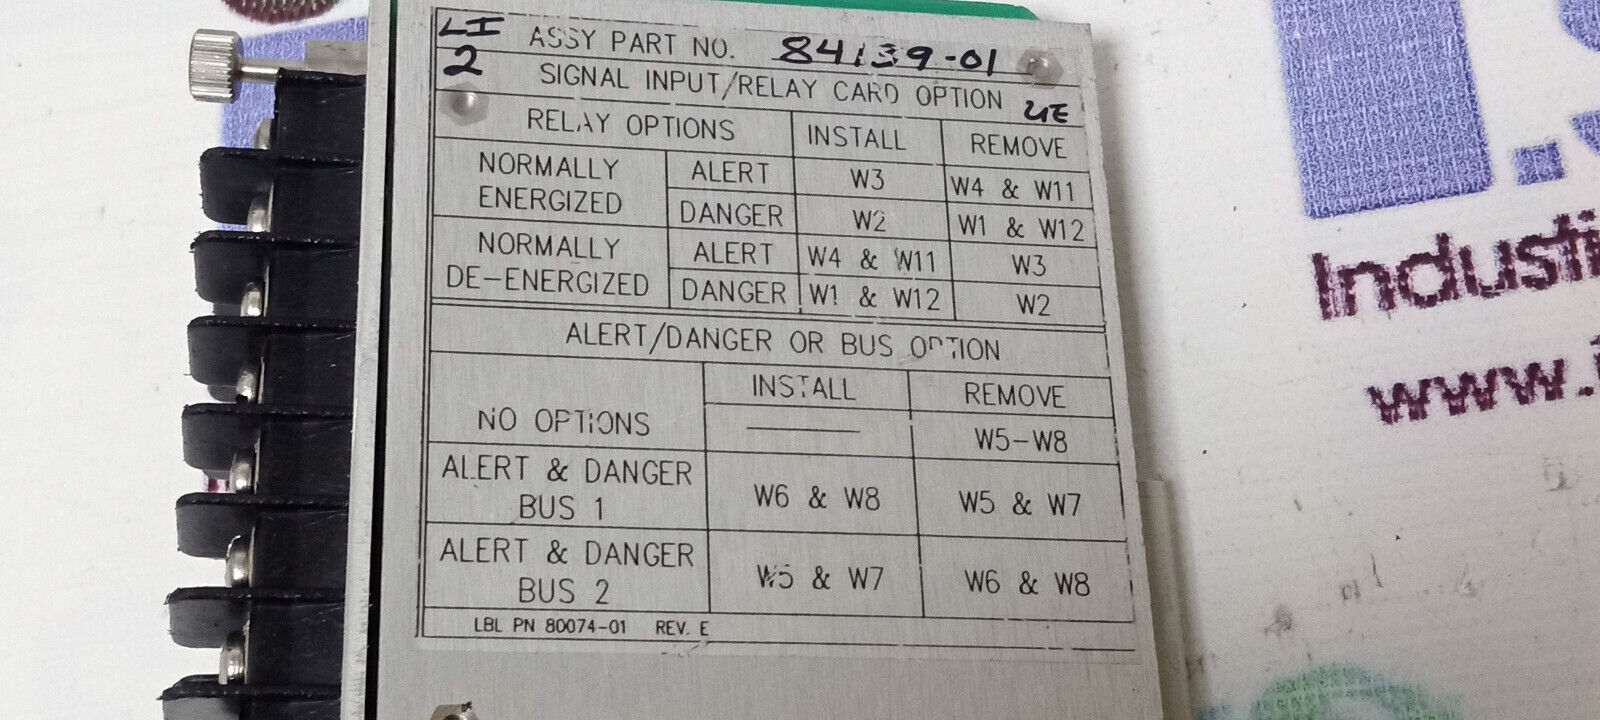 LI ASSY PART NO. 84139-01
2 SIGNAL INPUT/RELAY CARD OPTION
RELAY OPTIONS INSTALL REMOVE
NORMALLY ENERGIZED ALERT W3 W4 & W11
DANGER W2 W1 & W12
NORMALLY DE-ENERGIZED ALERT W4 & W11 W3
DANGER W1 & W12 W2
ALERT/DANGER OR BUS OPTION
INSTALL REMOVE
NO OPTIONS —— W5-W8
ALERT & DANGER BUS 1 W6 & W8 W5 & W7
ALERT & DANGER BUS 2 W5 & W7 W6 & W8
LBL PN 80074-01 REV. E
Industi
www.